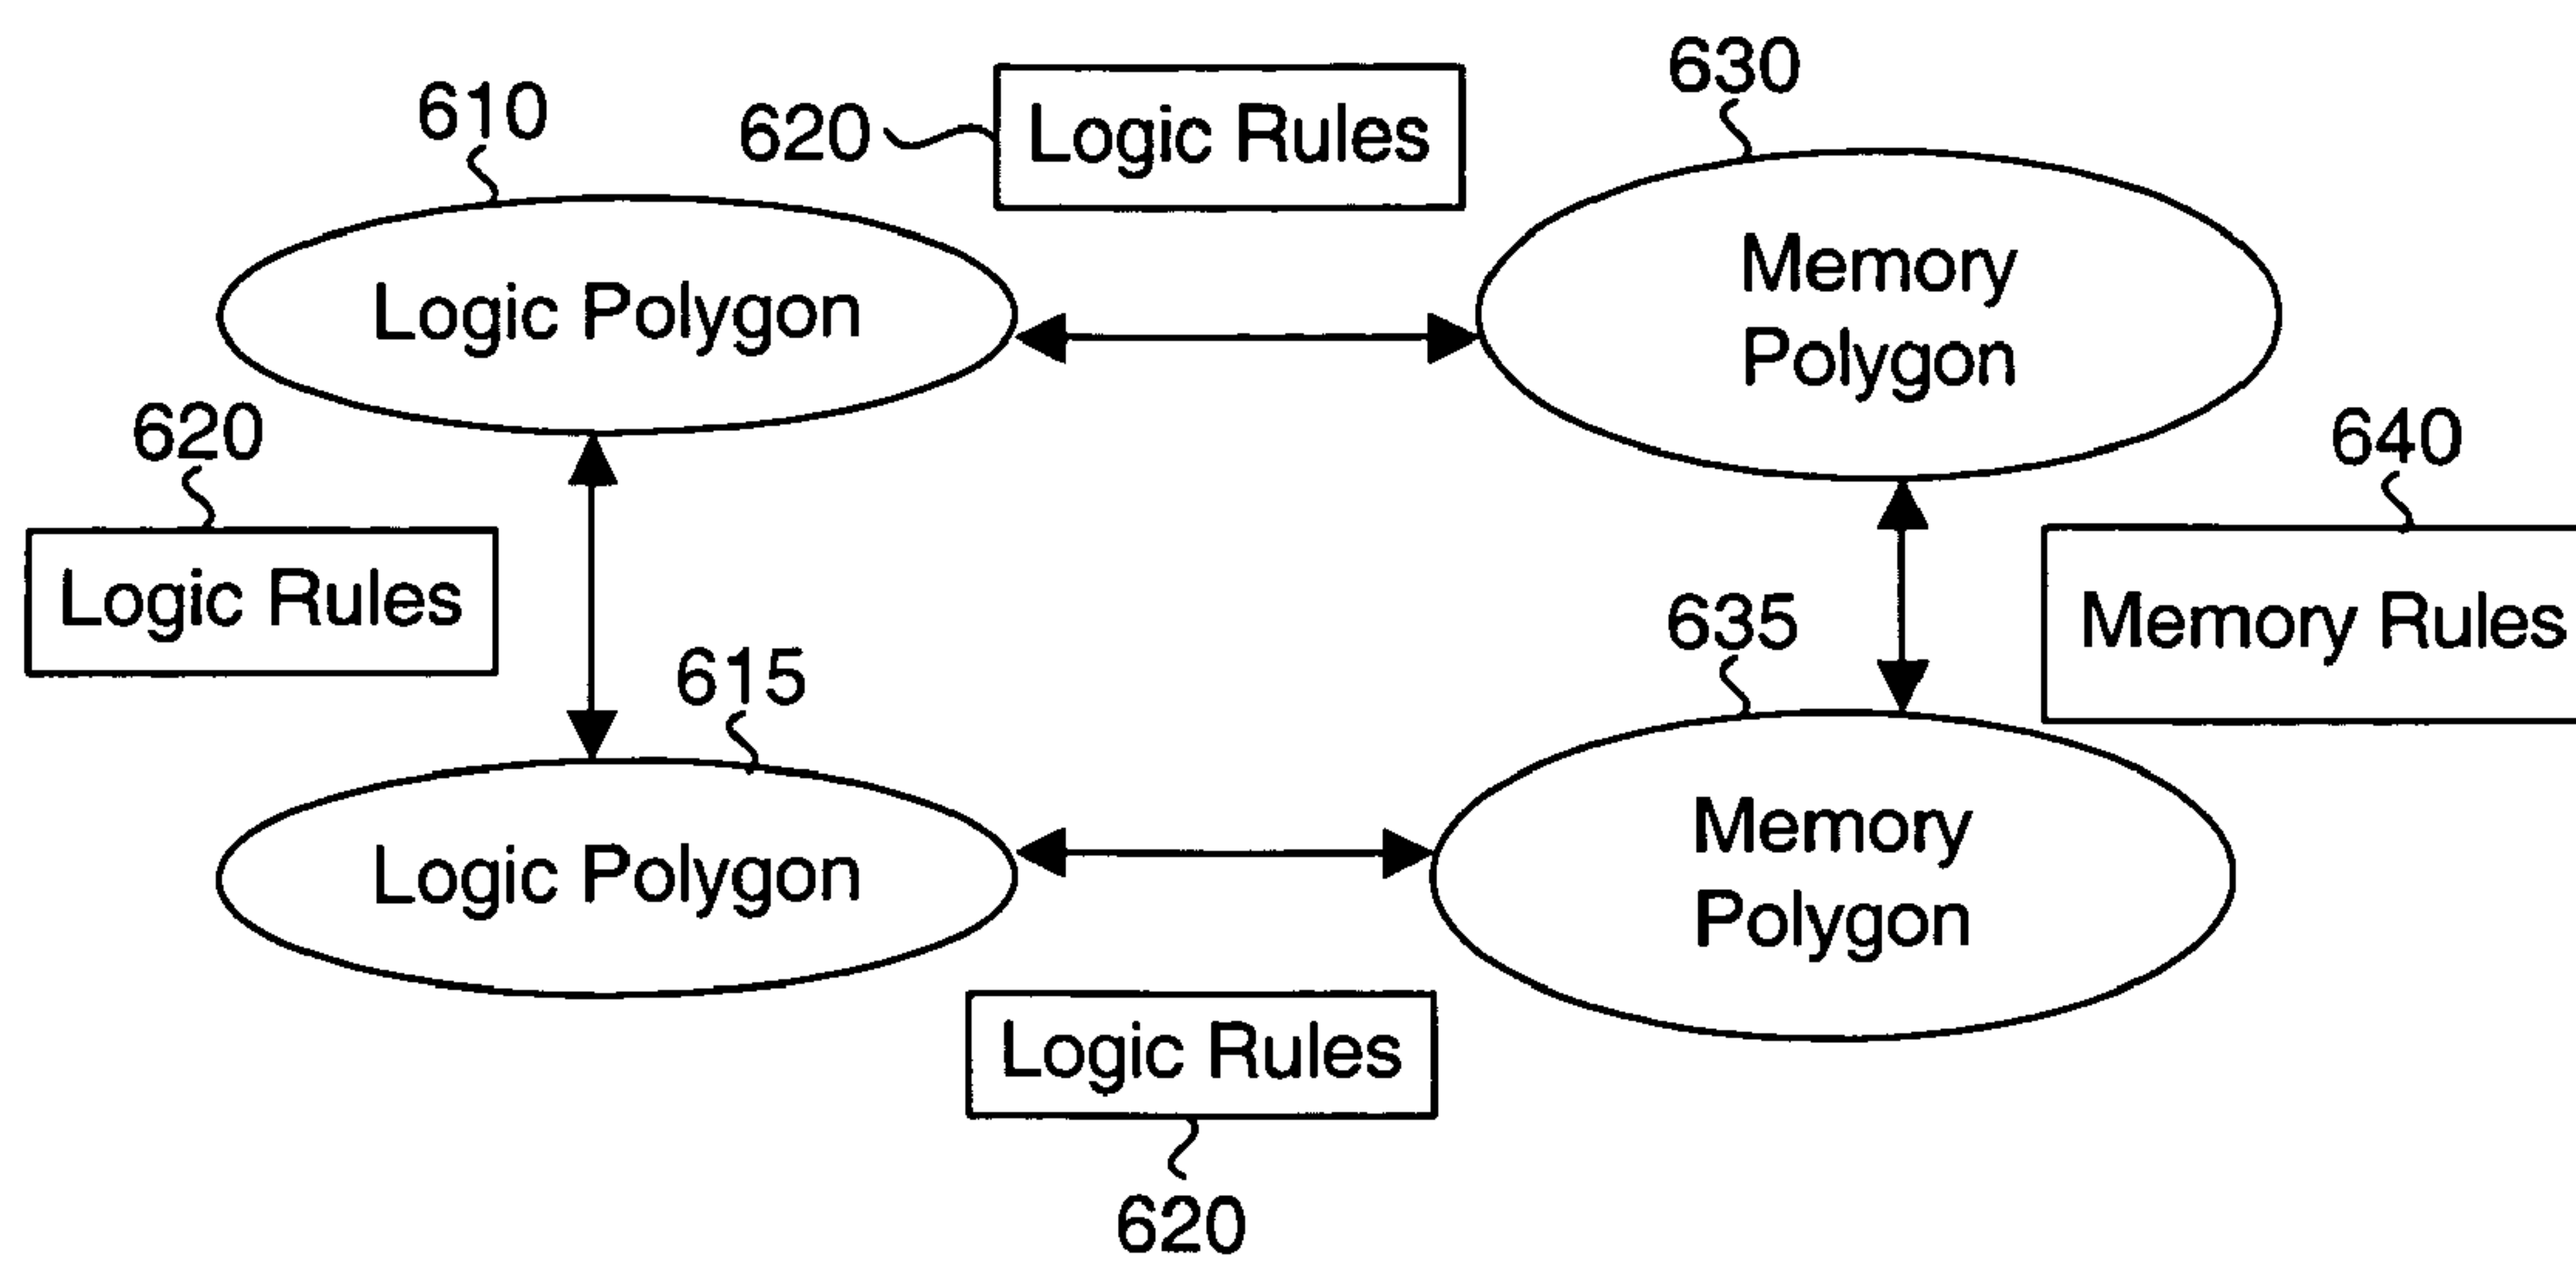 610
620
Logic Rules
630
Logic Polygon
Memory
Polygon
620
Logic Rules
640
Memory Rules
615
635
Logic Polygon
Memory
Polygon
Logic Rules
620